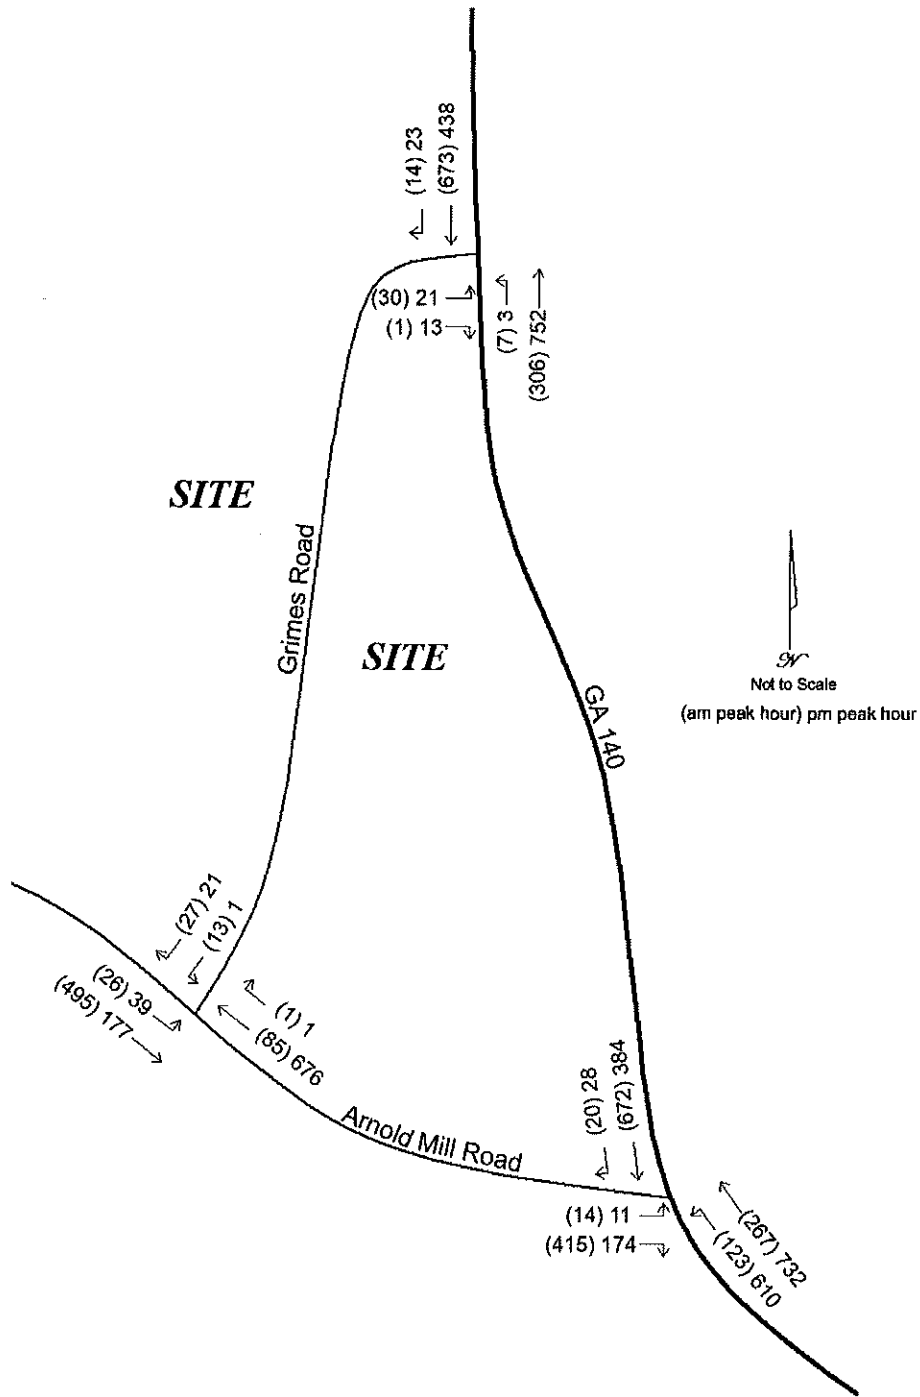 (14) 23
(673) 438
(30) 21
(1) 13
(7) 3
(306) 752
SITE
Grimes Road
SITE
GA 140
N
Not to Scale
(am peak hour) pm peak hour
(27) 21
(13) 1
(26) 39
(495) 177
(1) 1
(85) 676
Arnold Mill Road
(20) 28
(672) 384
(14) 11
(415) 174
(267) 732
(123) 610